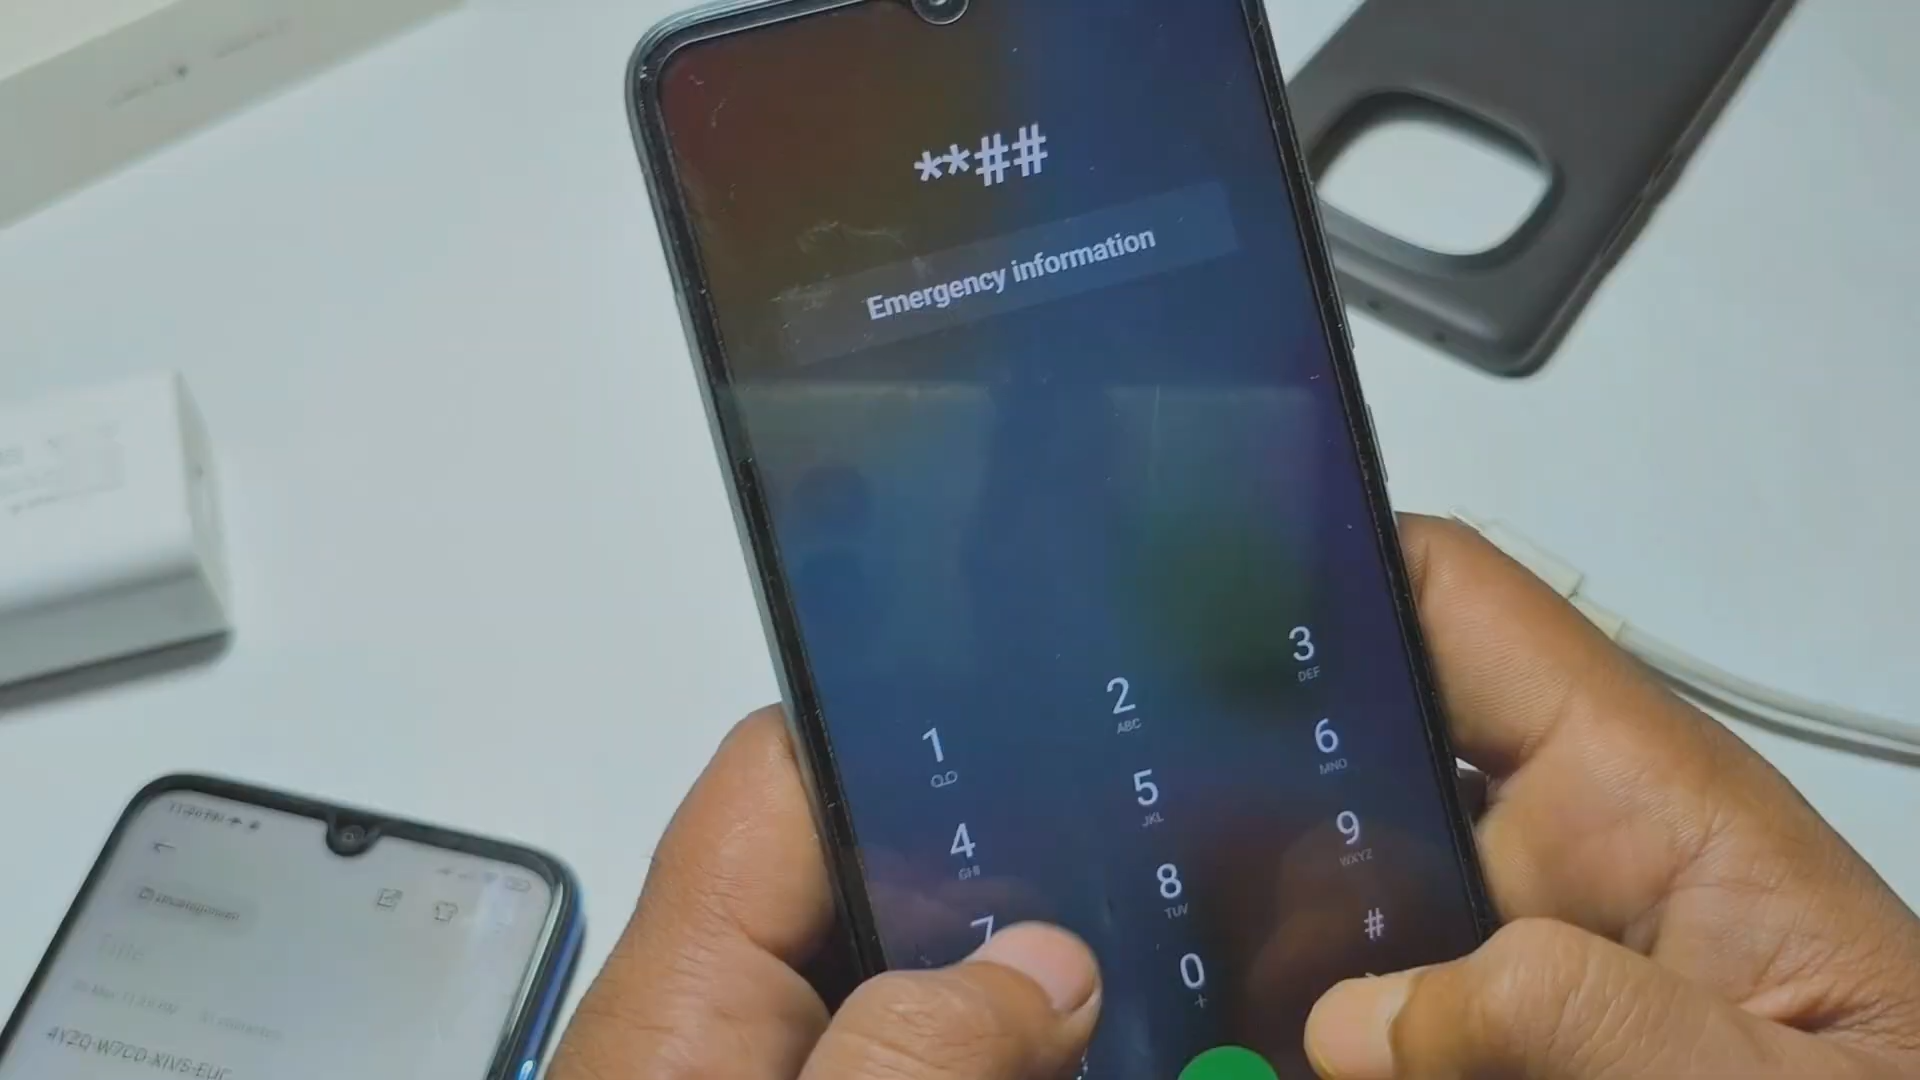 **##
Emergency information
1
2
ABC
3
DEF
4
GHI
5
JKL
6
MNO
7
8
TUV
9
WXYZ
0
+
#